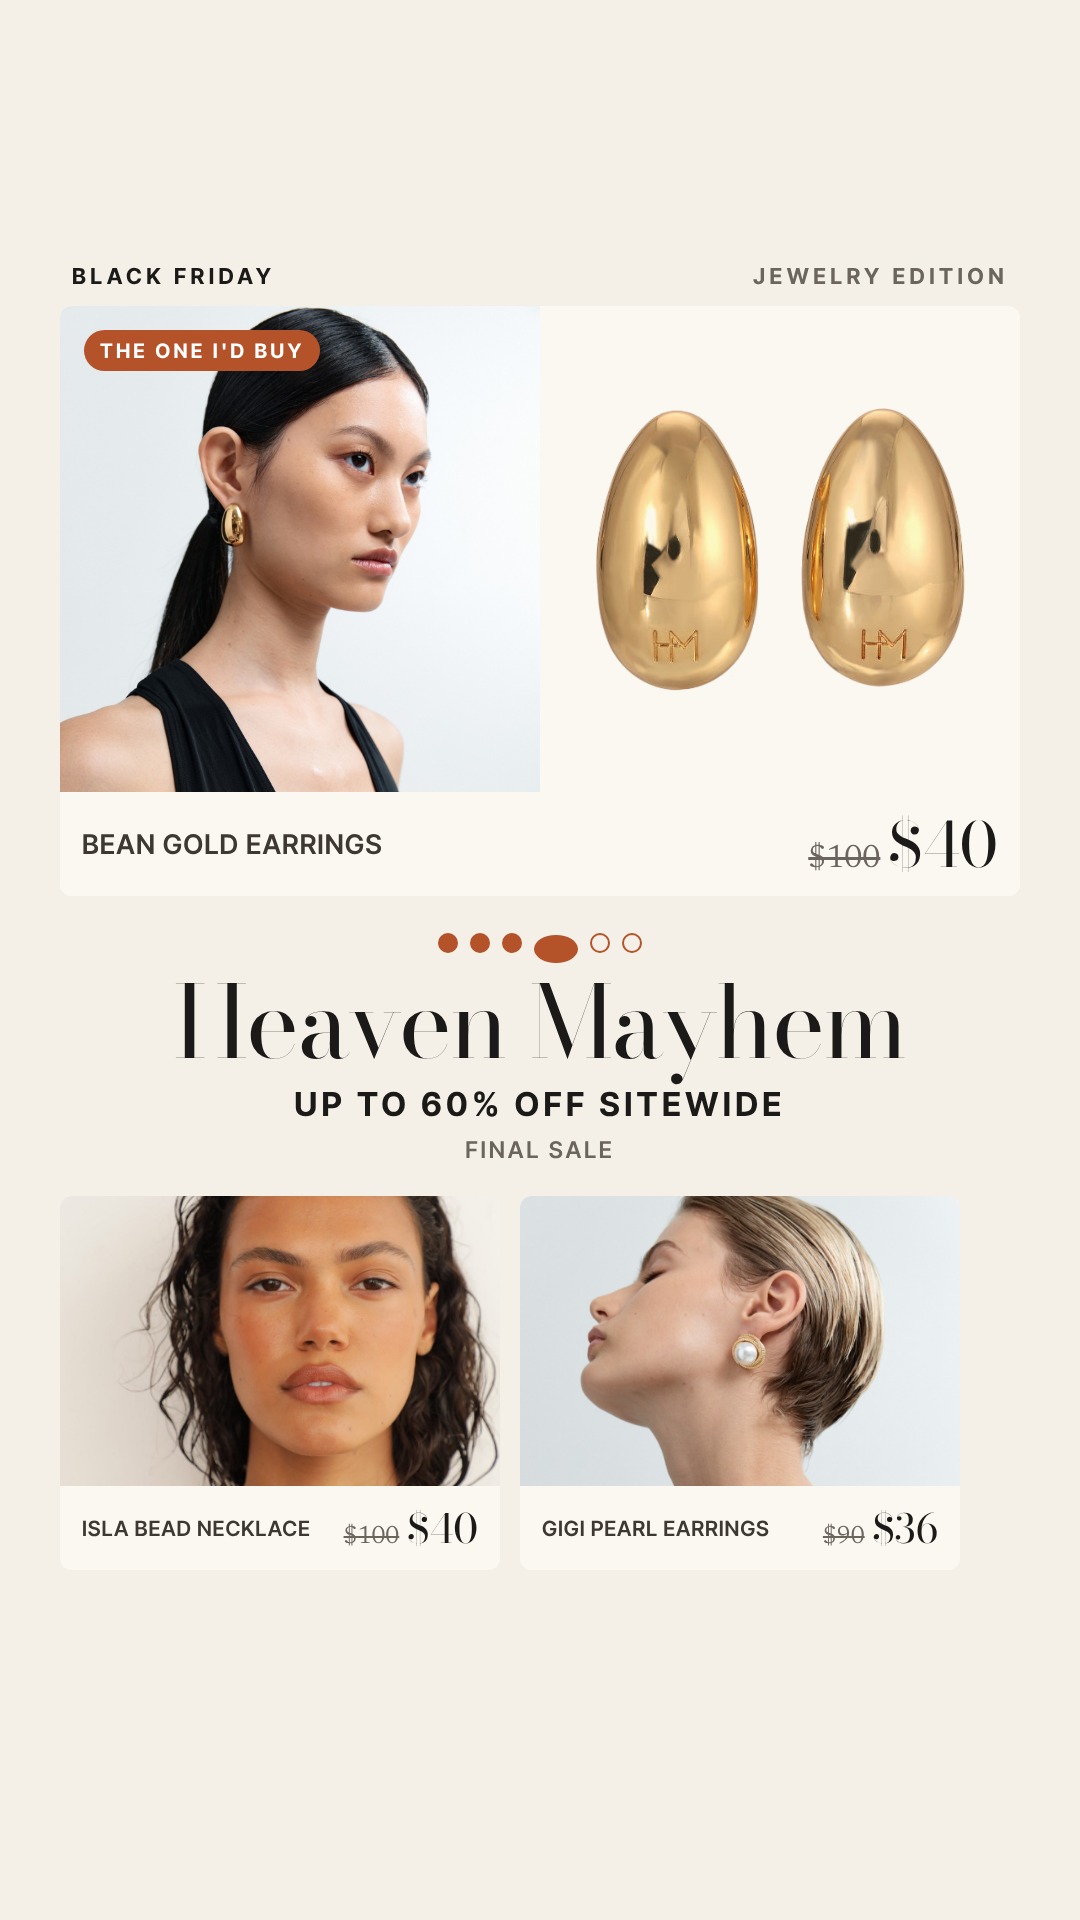 BLACK FRIDAY
JEWELRY EDITION
THE ONE I'D BUY
HM
HM
BEAN GOLD EARRINGS
$100 $40
Heaven Mayhem
UP TO 60% OFF SITEWIDE
FINAL SALE
ISLA BEAD NECKLACE
$100 $40
GIGI PEARL EARRINGS
$90 $36